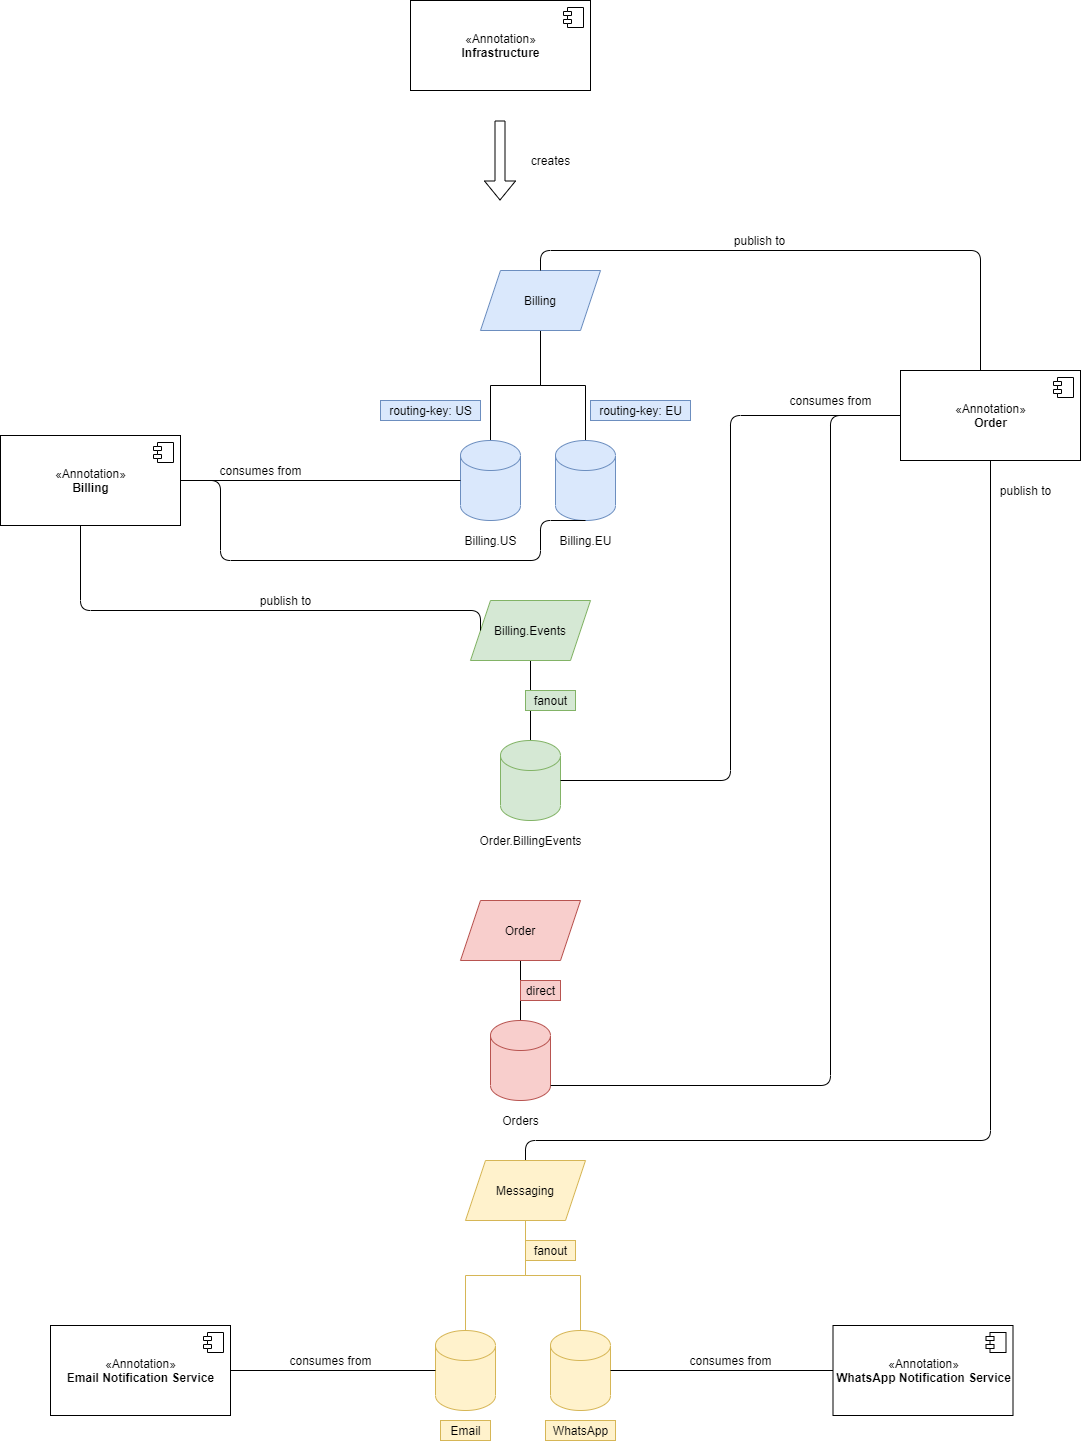 «Annotation»
Infrastructure
creates
publish to
Billing
routing-key: US
routing-key: EU
consumes from
«Annotation»
Order
«Annotation»
Billing
consumes from
publish to
Billing.US
Billing.EU
publish to
Billing.Events
fanout
Order.BillingEvents
Order
direct
Orders
Messaging
fanout
«Annotation»
Email Notification Service
consumes from
consumes from
«Annotation»
WhatsApp Notification Service
Email
WhatsApp